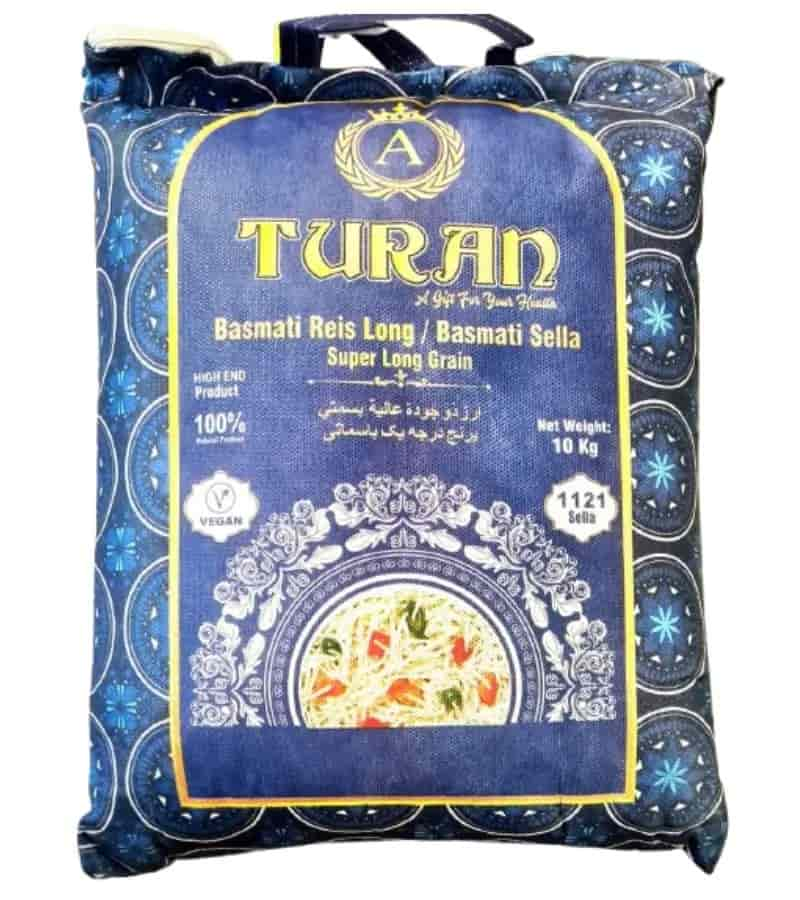 A
TURAN
A Gift For Your Health
Basmati Reis Long / Basmati Sella
Super Long Grain
HIGH END
Product
100%
Natural Product
ارز دو جودة عالية بسمتي
برنج درجه یک باسماتی
Net Weight:
10 Kg
V
VEGAN
1121
Sella